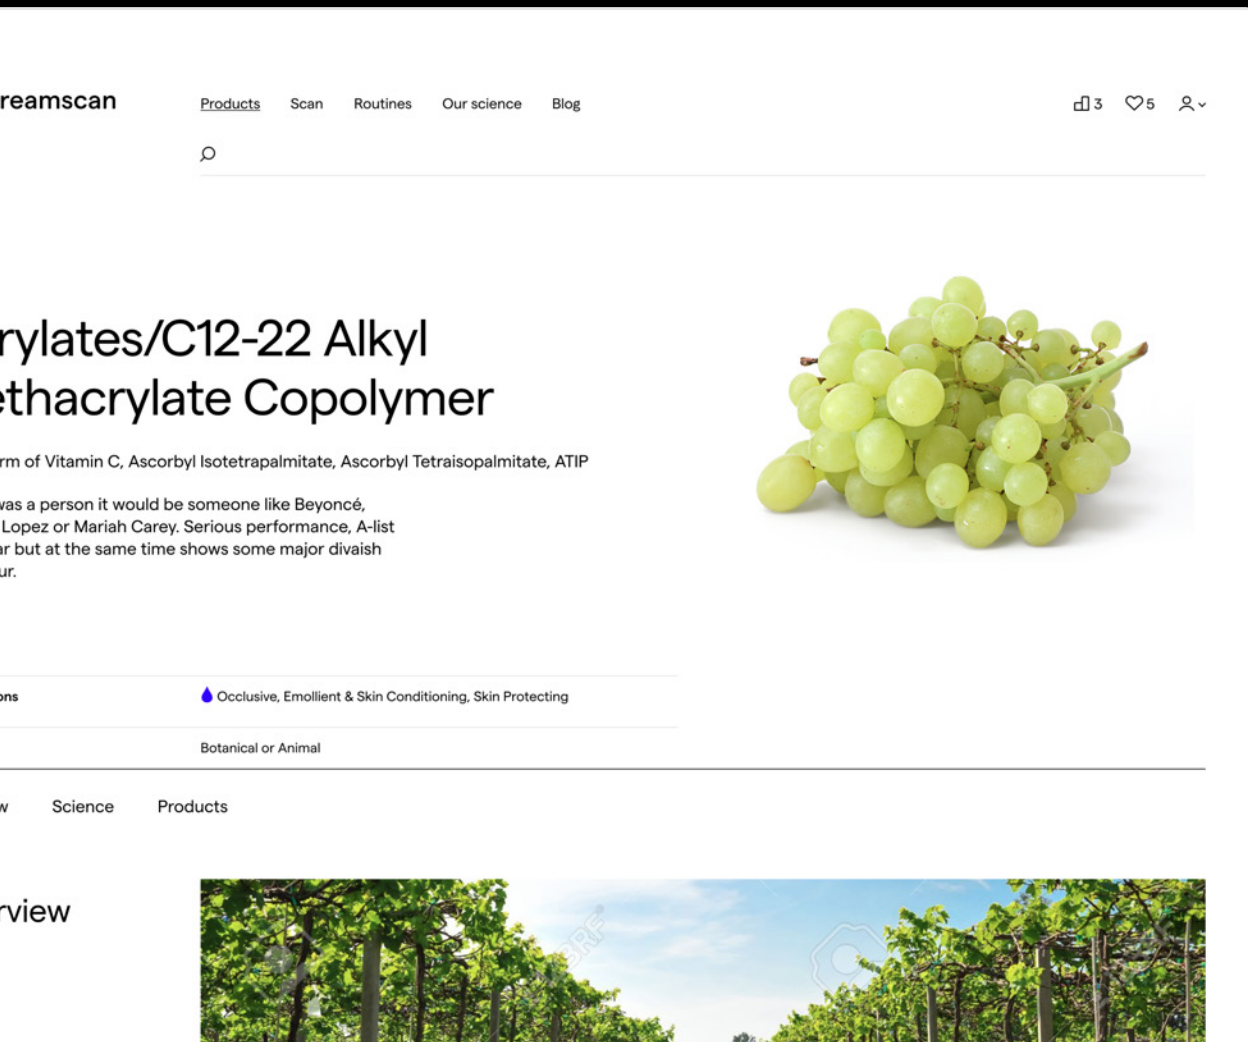 reamscan
Products Scan Routines Our science Blog
3 5
rylates/C12-22 Alkyl
ethacrylate Copolymer
rm of Vitamin C, Ascorbyl Isotetrapalmitate, Ascorbyl Tetraisopalmitate, ATIP
was a person it would be someone like Beyoncé,
Lopez or Mariah Carey. Serious performance, A-list
ar but at the same time shows some major divaish
ur.
ons
Occlusive, Emollient & Skin Conditioning, Skin Protecting
Botanical or Animal
w Science Products
rview